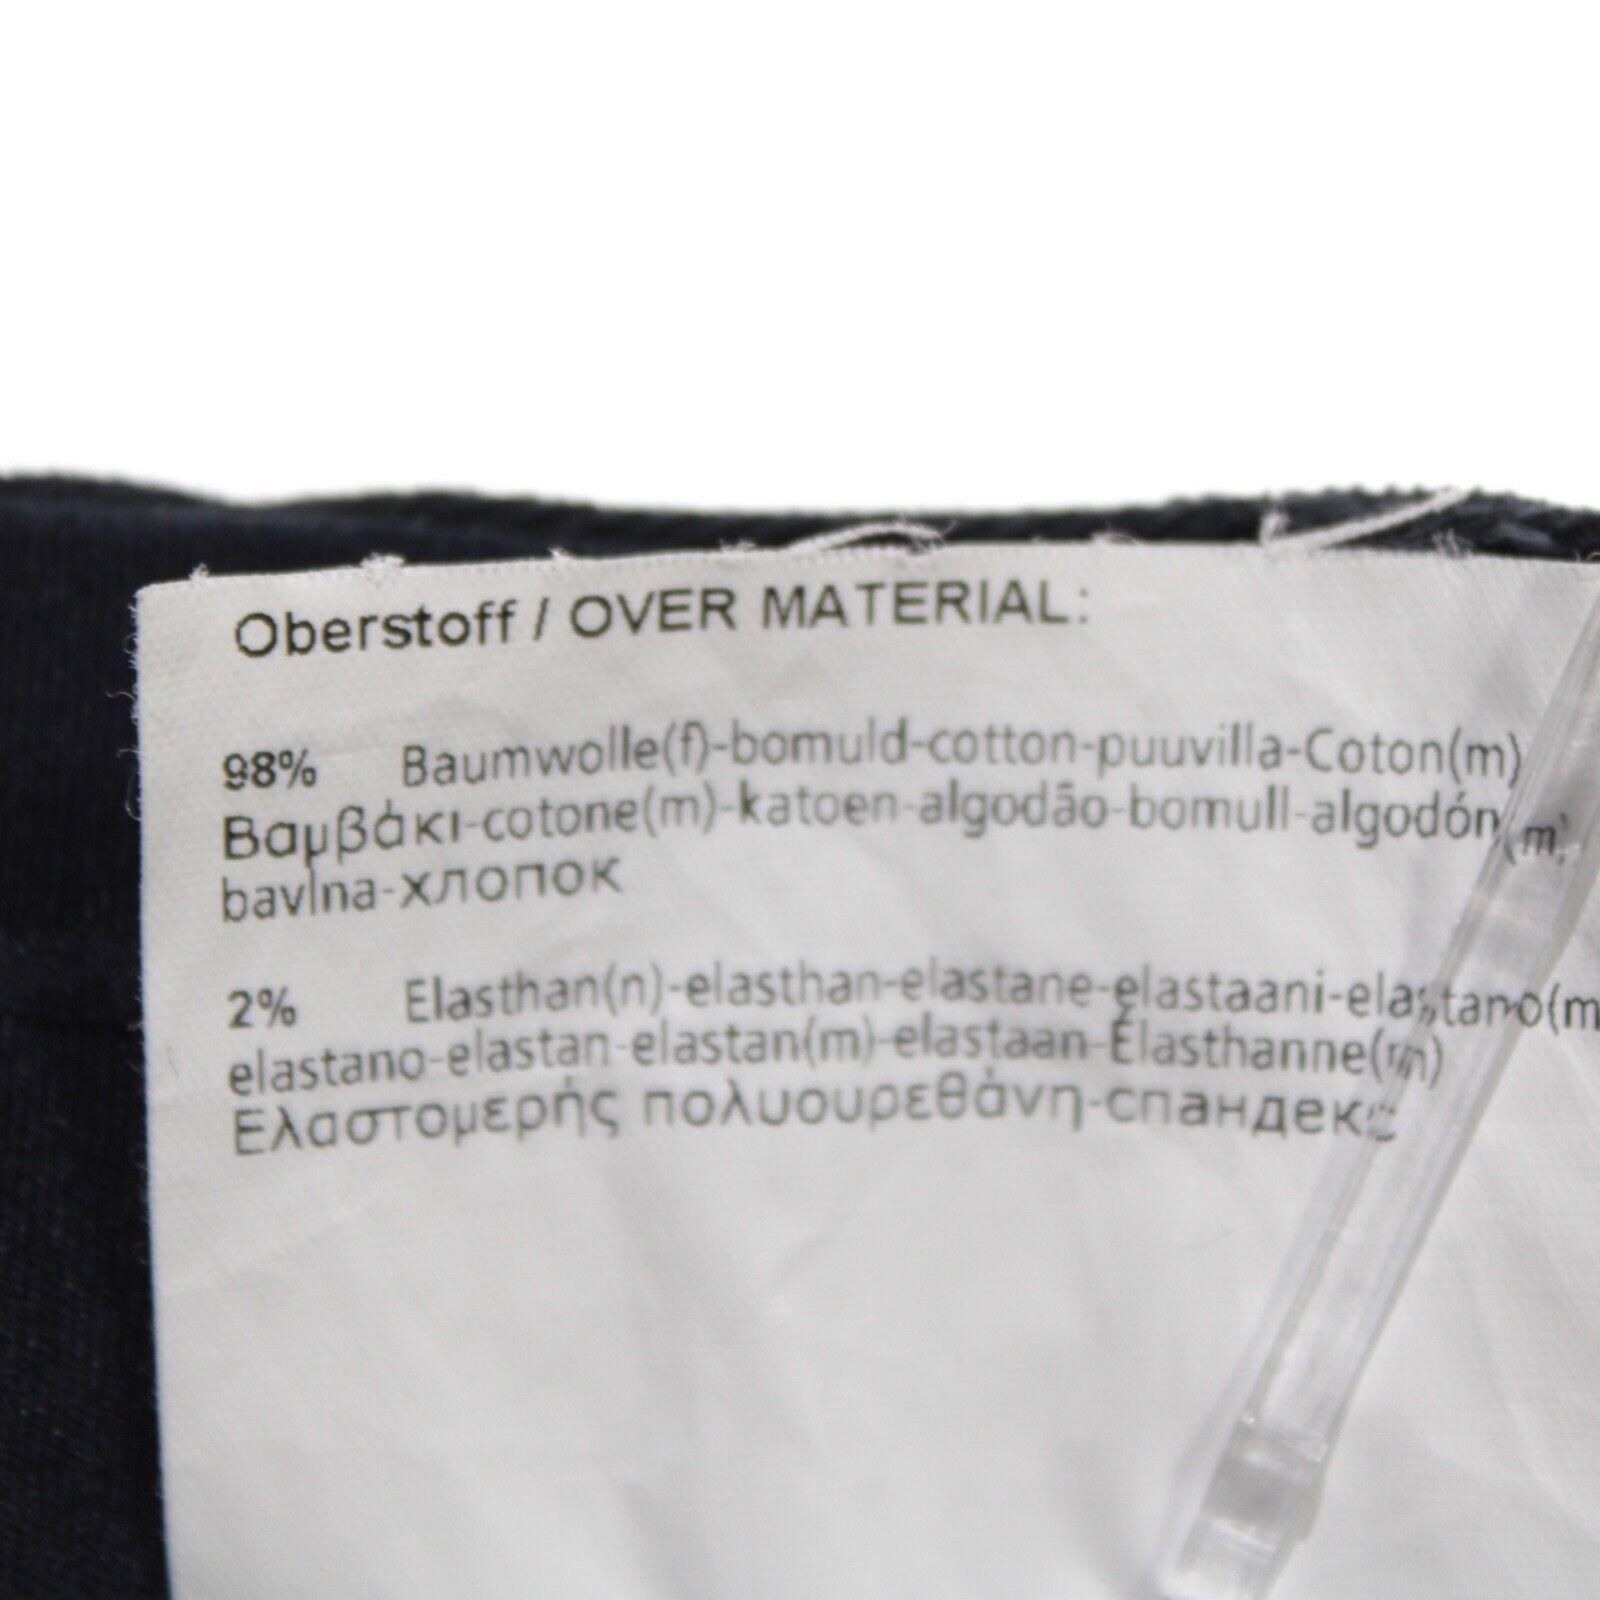 Oberstoff / OVER MATERIAL:
98% Baumwolle(f)-bomuld-cotton-puuvilla-Coton(m)
Βαμβάκι-cotone(m)-katoen-algodão-bomull-algodón(m)
bavlna-хлопок
2% Elasthan(n)-elasthan-elastane-elastaani-elastano(m
elastano-elastan-elastan(m)-elastaan-Élasthanne(m)
Ελαστομερής πολυουρεθάνη-спандекс